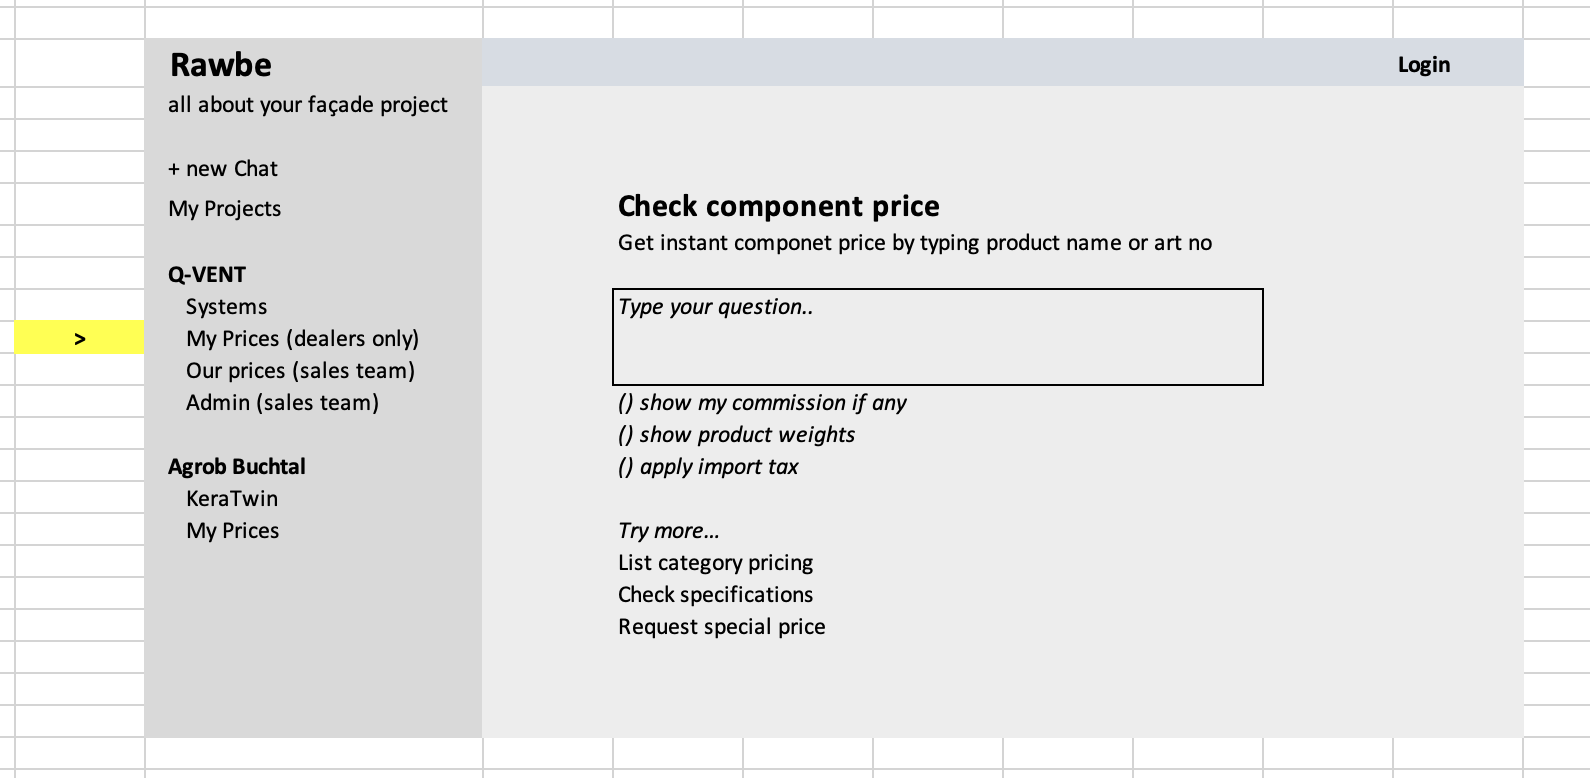 Rawbe
Login
all about your façade project
+ new Chat
My Projects
Q-VENT
Systems
>
My Prices (dealers only)
Our prices (sales team)
Admin (sales team)
Agrob Buchtal
KeraTwin
My Prices
Check component price
Get instant componet price by typing product name or art no
Type your question..
() show my commission if any
() show product weights
() apply import tax
Try more...
List category pricing
Check specifications
Request special price